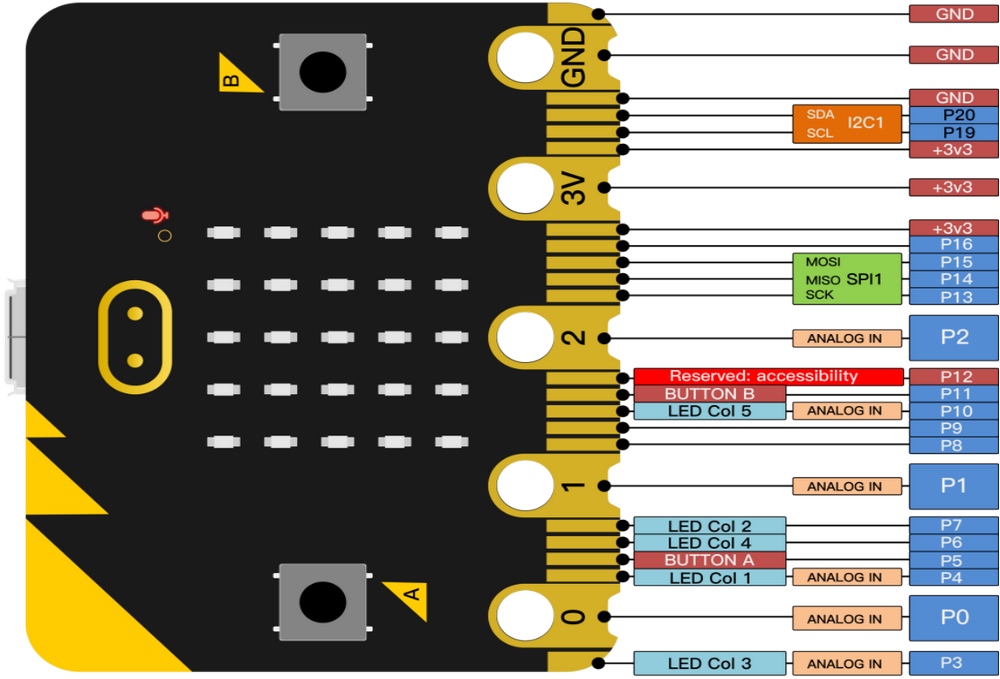 GND
GND
GND
SDA I2C1 P20
SCL P19
+3v3
+3v3
+3v3
P16
MOSI P15
MISO SPI1 P14
SCK P13
ANALOG IN P2
Reserved: accessibility P12
BUTTON B P11
LED Col 5 ANALOG IN P10
P9
P8
ANALOG IN P1
LED Col 2 P7
LED Col 4 P6
BUTTON A P5
LED Col 1 ANALOG IN P4
ANALOG IN P0
LED Col 3 ANALOG IN P3
B
A
GND
3V
2
1
0